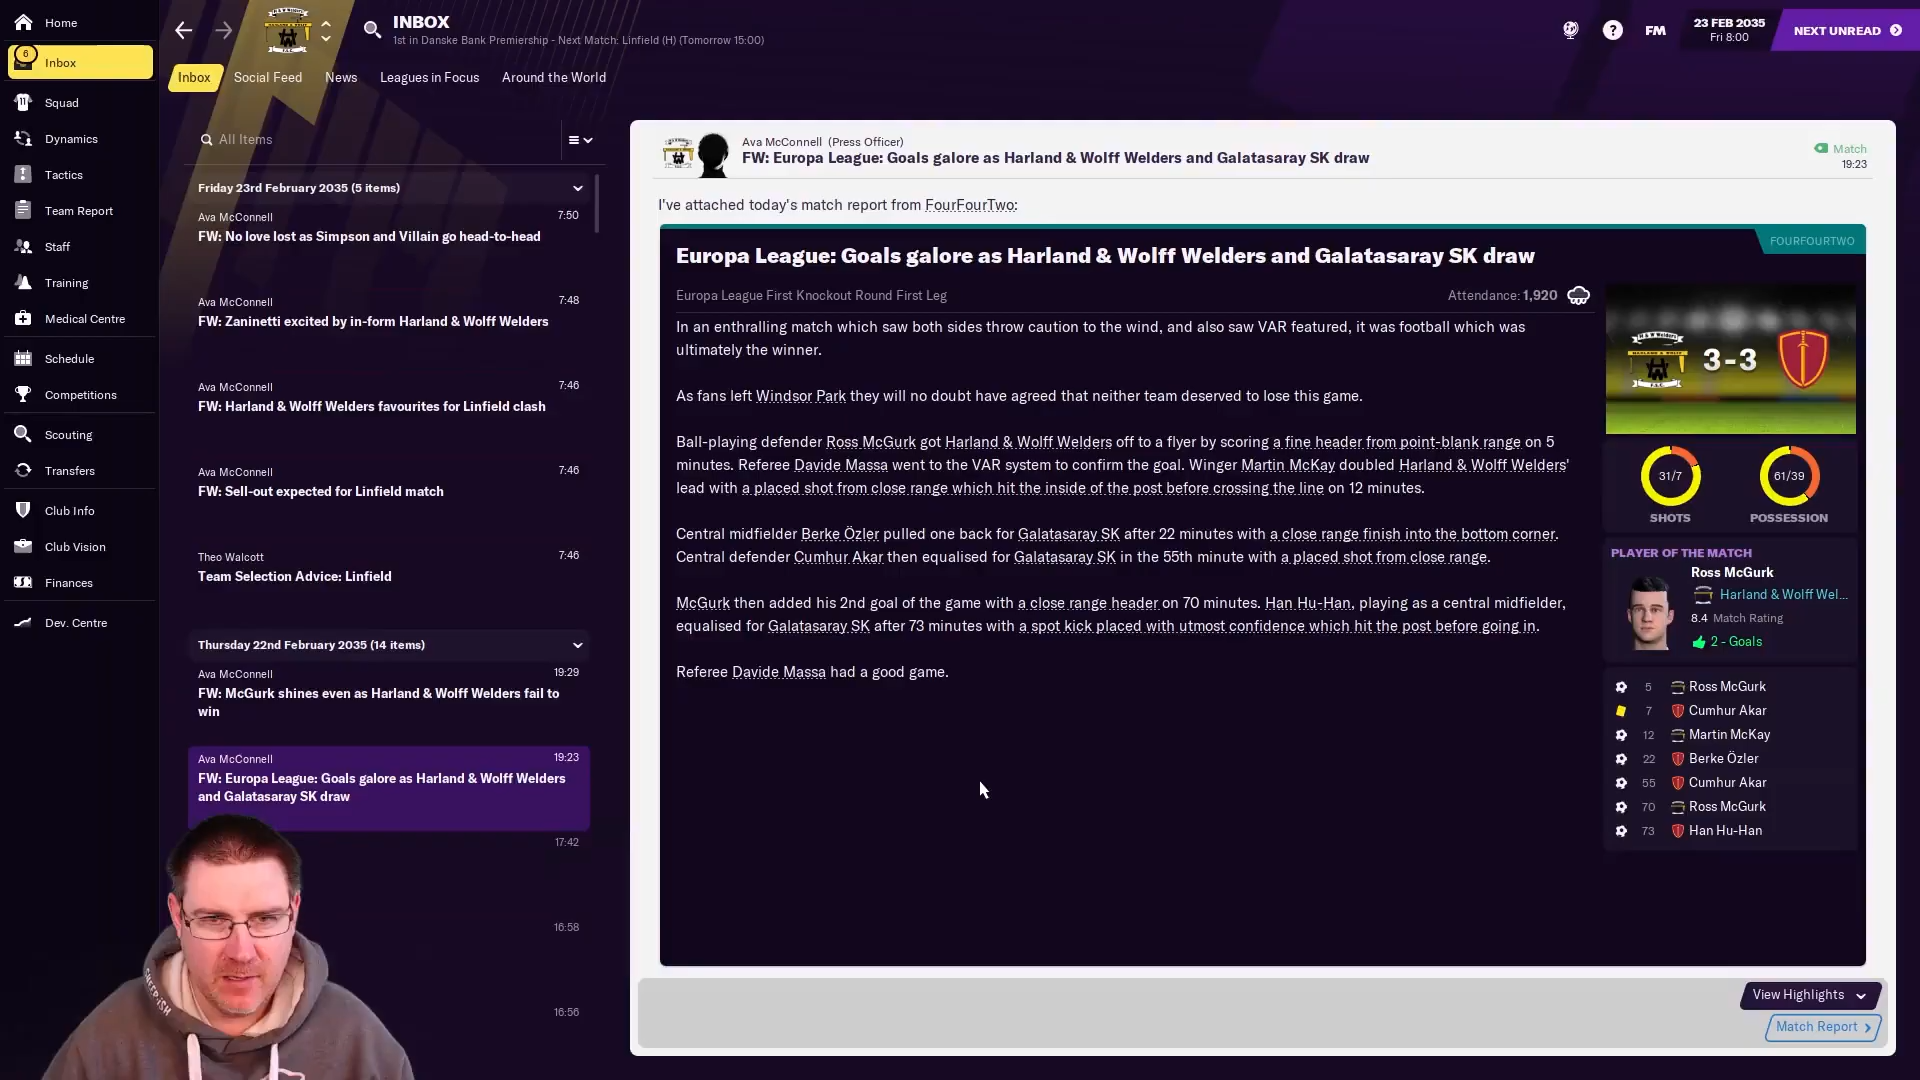 Home
6
Inbox
Squad
Dynamics
Tactics
Team Report
Staff
Training
Medical Centre
Schedule
Competitions
Scouting
Transfers
Club Info
Club Vision
Finances
Dev. Centre
INBOX
1st in Danske Bank Premiership - Next Match: Linfield (H) (Tomorrow 15:00)
FM
23 FEB 2035
Fri 8:00
NEXT UNREAD
Inbox
Social Feed
News
Leagues in Focus
Around the World
All Items
Friday 23rd February 2035 (5 items)
Ava McConnell 7:50
FW: No love lost as Simpson and Villain go head-to-head
Ava McConnell 7:48
FW: Zaninetti excited by in-form Harland & Wolff Welders
Ava McConnell 7:46
FW: Harland & Wolff Welders favourites for Linfield clash
Ava McConnell 7:46
FW: Sell-out expected for Linfield match
Theo Walcott 7:46
Team Selection Advice: Linfield
Thursday 22nd February 2035 (14 items)
Ava McConnell 19:29
FW: McGurk shines even as Harland & Wolff Welders fail to
win
Ava McConnell 19:23
FW: Europa League: Goals galore as Harland & Wolff Welders
and Galatasaray SK draw
17:42
16:58
16:56
Ava McConnell (Press Officer)
FW: Europa League: Goals galore as Harland & Wolff Welders and Galatasaray SK draw
Match
19:23
I've attached today's match report from FourFourTwo:
FOURFOURTWO
Europa League: Goals galore as Harland & Wolff Welders and Galatasaray SK draw
Europa League First Knockout Round First Leg
Attendance: 1,920
In an enthralling match which saw both sides throw caution to the wind, and also saw VAR featured, it was football which was
ultimately the winner.
As fans left Windsor Park they will no doubt have agreed that neither team deserved to lose this game.
Ball-playing defender Ross McGurk got Harland & Wolff Welders off to a flyer by scoring a fine header from point-blank range on 5
minutes. Referee Davide Massa went to the VAR system to confirm the goal. Winger Martin McKay doubled Harland & Wolff Welders'
lead with a placed shot from close range which hit the inside of the post before crossing the line on 12 minutes.
Central midfielder Berke Özler pulled one back for Galatasaray SK after 22 minutes with a close range finish into the bottom corner.
Central defender Cumhur Akar then equalised for Galatasaray SK in the 55th minute with a placed shot from close range.
McGurk then added his 2nd goal of the game with a close range header on 70 minutes. Han Hu-Han, playing as a central midfielder,
equalised for Galatasaray SK after 73 minutes with a spot kick placed with utmost confidence which hit the post before going in.
Referee Davide Massa had a good game.
3-3
31/7
61/39
SHOTS
POSSESSION
PLAYER OF THE MATCH
Ross McGurk
Harland & Wolff Wel...
8.4 Match Rating
2 - Goals
5 Ross McGurk
7 Cumhur Akar
12 Martin McKay
22 Berke Özler
55 Cumhur Akar
70 Ross McGurk
73 Han Hu-Han
View Highlights
Match Report